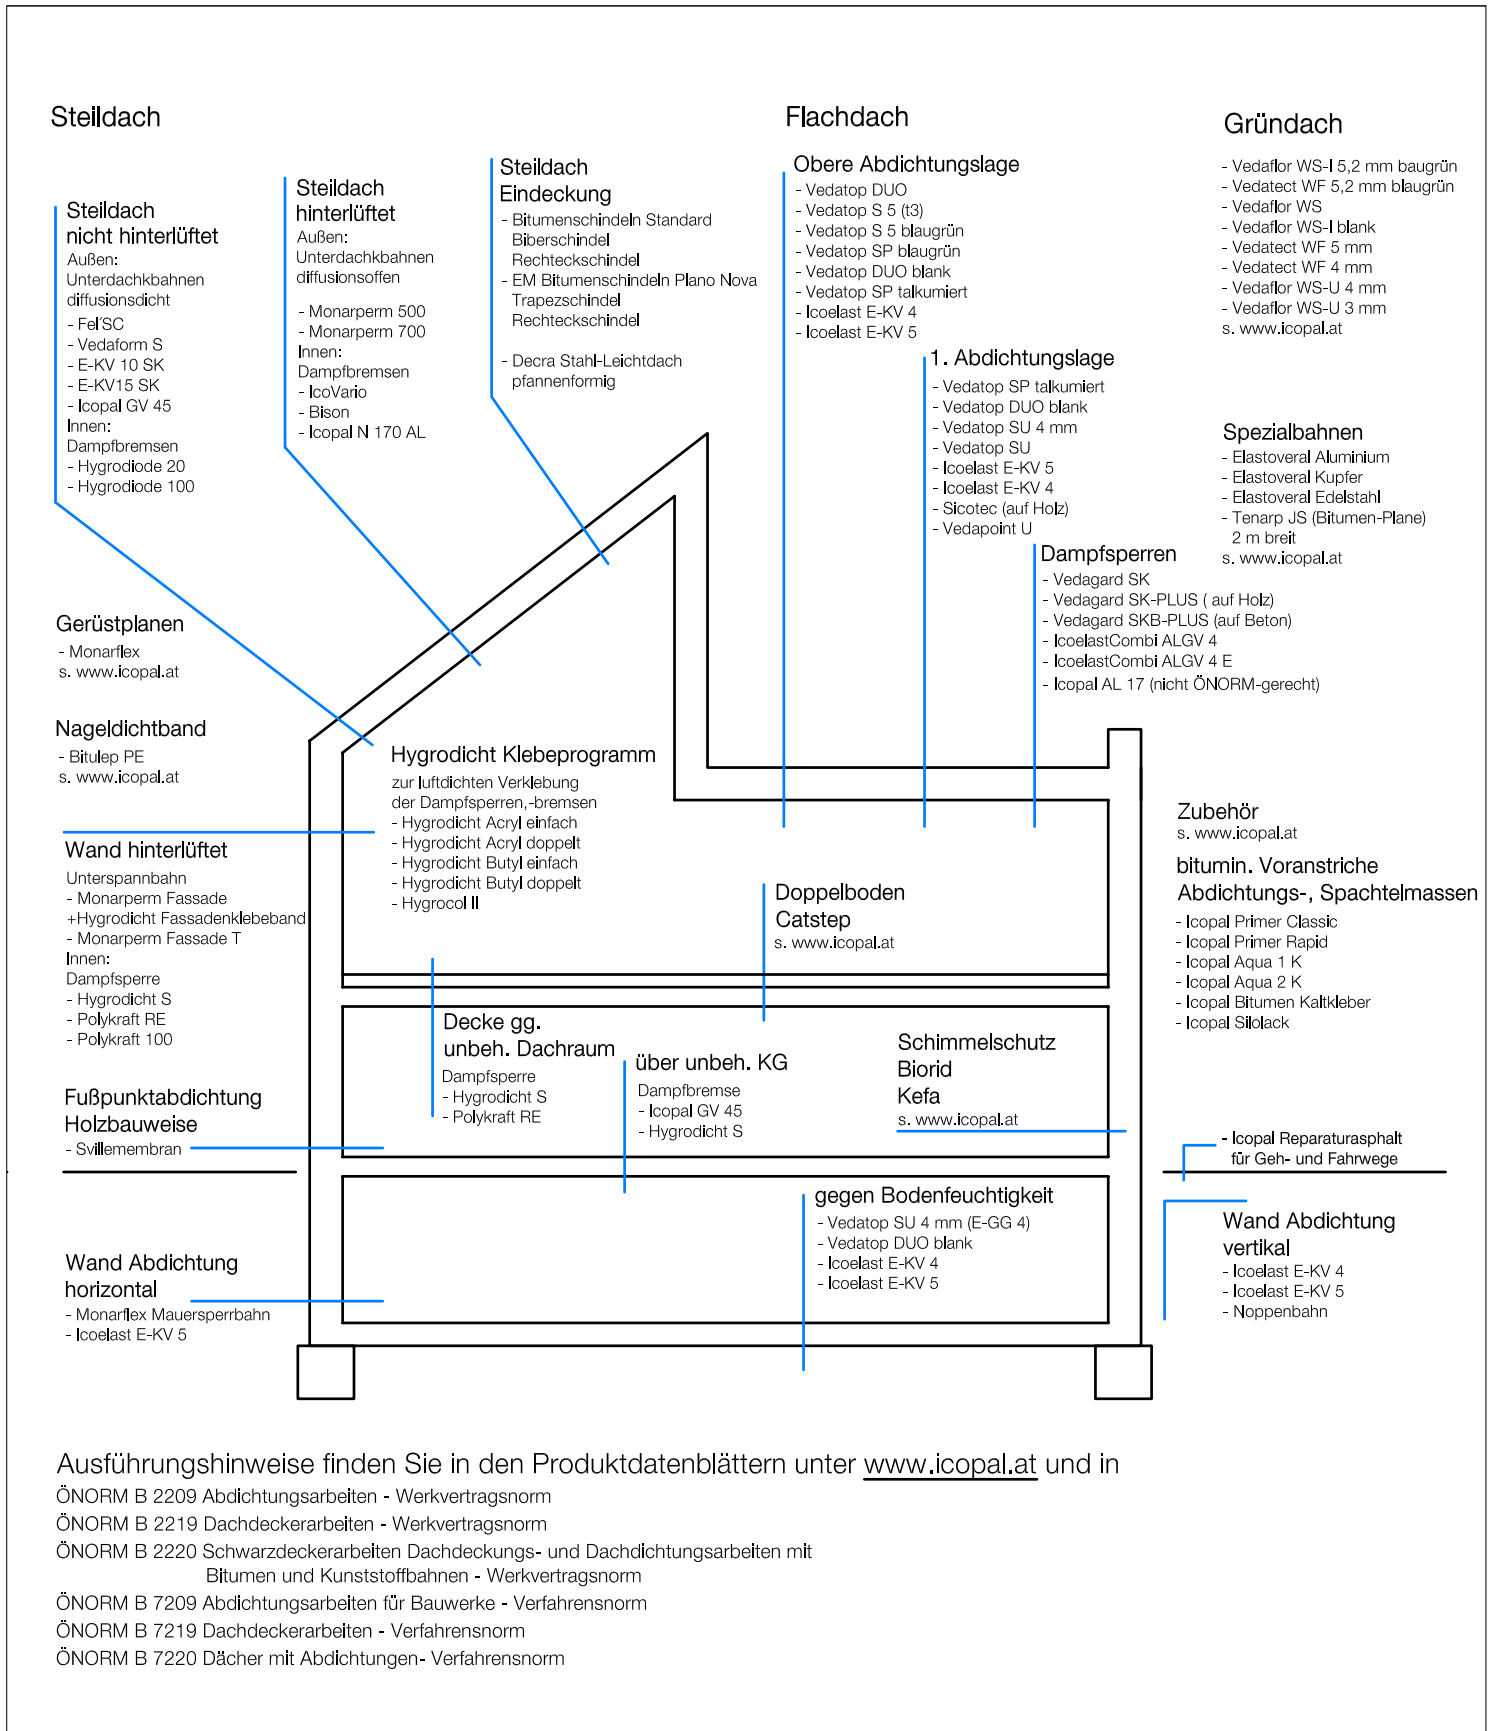 Steildach
Steildach
nicht hinterlüftet
Außen:
Unterdachkbahnen
diffusionsdicht
- Fel´SC
- Vedaform S
- E-KV 10 SK
- E-KV15 SK
- Icopal GV 45
Innen:
Dampfbremsen
- Hygrodiode 20
- Hygrodiode 100
Steildach
hinterlüftet
Außen:
Unterdachkbahnen
diffusionsoffen
- Monarperm 500
- Monarperm 700
Innen:
Dampfbremsen
- IcoVario
- Bison
- Icopal N 170 AL
Steildach
Eindeckung
- Bitumenschindeln Standard
Biberschindel
Rechteckschindel
- EM Bitumenschindeln Plano Nova
Trapezschindel
Rechteckschindel
- Decra Stahl-Leichtdach
pfannenformig
Flachdach
Obere Abdichtungslage
- Vedatop DUO
- Vedatop S 5 (t3)
- Vedatop S 5 blaugrün
- Vedatop SP blaugrün
- Vedatop DUO blank
- Vedatop SP talkumiert
- Icoelast E-KV 4
- Icoelast E-KV 5
1. Abdichtungslage
- Vedatop SP talkumiert
- Vedatop DUO blank
- Vedatop SU 4 mm
- Vedatop SU
- Icoelast E-KV 5
- Icoelast E-KV 4
- Sicotec (auf Holz)
- Vedapoint U
Dampfsperren
- Vedagard SK
- Vedagard SK-PLUS ( auf Holz)
- Vedagard SKB-PLUS (auf Beton)
- IcoelastCombi ALGV 4
- IcoelastCombi ALGV 4 E
- Icopal AL 17 (nicht ÖNORM-gerecht)
Gründach
- Vedaflor WS-I 5,2 mm baugrün
- Vedatect WF 5,2 mm blaugrün
- Vedaflor WS
- Vedaflor WS-I blank
- Vedatect WF 5 mm
- Vedatect WF 4 mm
- Vedaflor WS-U 4 mm
- Vedaflor WS-U 3 mm
s. www.icopal.at
Spezialbahnen
- Elastoveral Aluminium
- Elastoveral Kupfer
- Elastoveral Edelstahl
- Tenarp JS (Bitumen-Plane)
2 m breit
s. www.icopal.at
Gerüstplanen
- Monarflex
s. www.icopal.at
Nageldichtband
- Bitulep PE
s. www.icopal.at
Hygrodicht Klebeprogramm
zur luftdichten Verklebung
der Dampfsperren,-bremsen
- Hygrodicht Acryl einfach
- Hygrodicht Acryl doppelt
- Hygrodicht Butyl einfach
- Hygrodicht Butyl doppelt
- Hygrocol II
Wand hinterlüftet
Unterspannbahn
- Monarperm Fassade
+Hygrodicht Fassadenklebeband
- Monarperm Fassade T
Innen:
Dampfsperre
- Hygrodicht S
- Polykraft RE
- Polykraft 100
Doppelboden
Catstep
s. www.icopal.at
Zubehör
s. www.icopal.at
bitumin. Voranstriche
Abdichtungs-, Spachtelmassen
- Icopal Primer Classic
- Icopal Primer Rapid
- Icopal Aqua 1 K
- Icopal Aqua 2 K
- Icopal Bitumen Kaltkleber
- Icopal Silolack
Decke gg.
unbeh. Dachraum
Dampfsperre
- Hygrodicht S
- Polykraft RE
über unbeh. KG
Dampfbremse
- Icopal GV 45
- Hygrodicht S
Schimmelschutz
Biorid
Kefa
s. www.icopal.at
Fußpunktabdichtung
Holzbauweise
- Svillemembran
- Icopal Reparaturasphalt
für Geh- und Fahrwege
gegen Bodenfeuchtigkeit
- Vedatop SU 4 mm (E-GG 4)
- Vedatop DUO blank
- Icoelast E-KV 4
- Icoelast E-KV 5
Wand Abdichtung
vertikal
- Icoelast E-KV 4
- Icoelast E-KV 5
- Noppenbahn
Wand Abdichtung
horizontal
- Monarflex Mauersperrbahn
- Icoelast E-KV 5
Ausführungshinweise finden Sie in den Produktdatenblättern unter www.icopal.at und in
ÖNORM B 2209 Abdichtungsarbeiten - Werkvertragsnorm
ÖNORM B 2219 Dachdeckerarbeiten - Werkvertragsnorm
ÖNORM B 2220 Schwarzdeckerarbeiten Dachdeckungs- und Dachdichtungsarbeiten mit
Bitumen und Kunststoffbahnen - Werkvertragsnorm
ÖNORM B 7209 Abdichtungsarbeiten für Bauwerke - Verfahrensnorm
ÖNORM B 7219 Dachdeckerarbeiten - Verfahrensnorm
ÖNORM B 7220 Dächer mit Abdichtungen- Verfahrensnorm